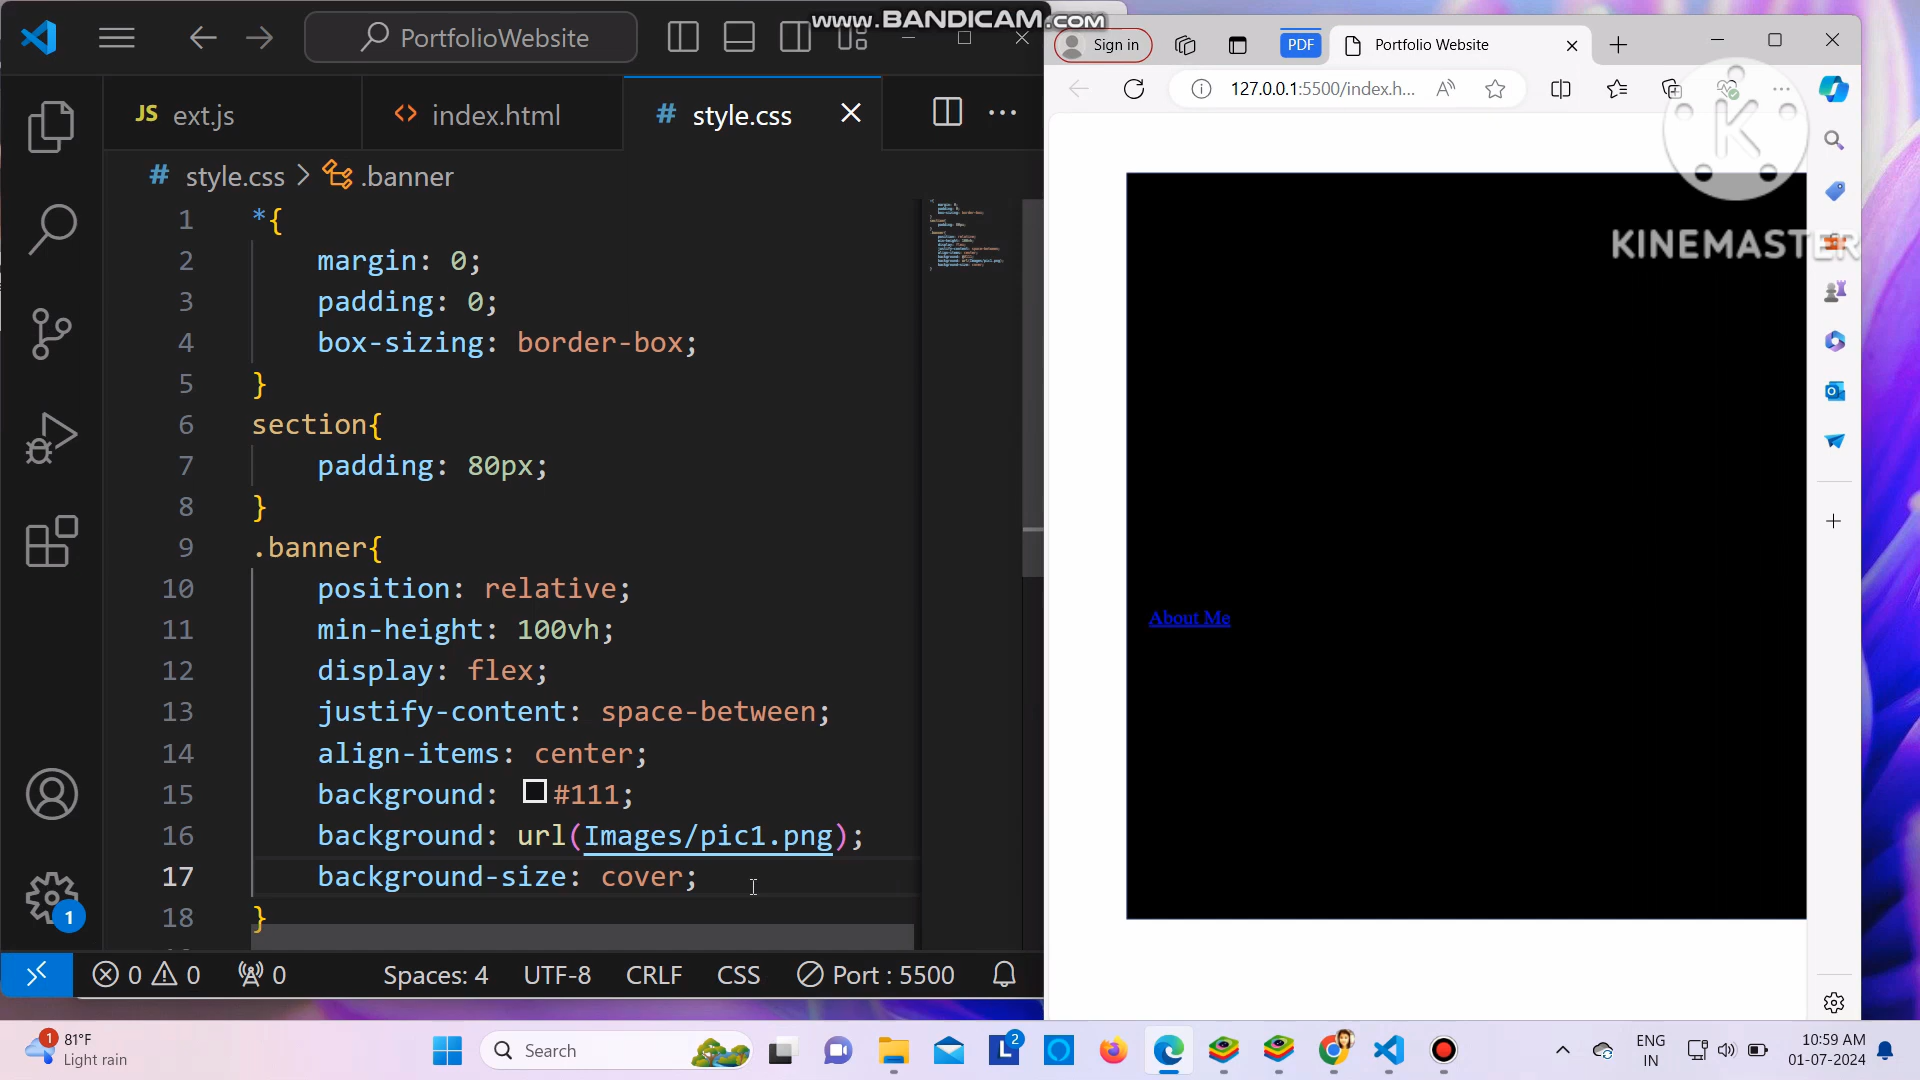 www.BANDICAM.com
PortfolioWebsite
JS ext.js
<> index.html
# style.css
# style.css > .banner
1 *{
2 margin: 0;
3 padding: 0;
4 box-sizing: border-box;
5 }
6 section{
7 padding: 80px;
8 }
9 .banner{
10 position: relative;
11 min-height: 100vh;
12 display: flex;
13 justify-content: space-between;
14 align-items: center;
15 background: #111;
16 background: url(Images/pic1.png);
17 background-size: cover;
18 }
1
0 0 0 Spaces: 4 UTF-8 CRLF CSS Port : 5500
Sign in
PDF
Portfolio Website
127.0.0.1:5500/index.h...
K
KINEMASTER
About Me
1
81°F
Light rain
Search
L 2
ENG
IN
10:59 AM
01-07-2024